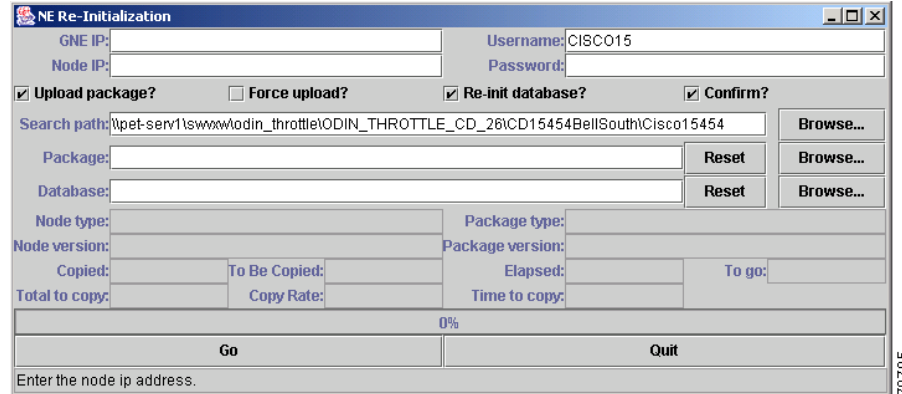 NE Re-Initialization
GNE IP: Username: CISCO15
Node IP: Password:
Upload package? Force upload? Re-init database? Confirm?
Search path: \\pet-serv1\swvxw\odin_throttle\ODIN_THROTTLE_CD_26\CD15454BellSouth\Cisco15454 Browse...
Package: Reset Browse...
Database: Reset Browse...
Node type: Package type:
Node version: Package version:
Copied: To Be Copied: Elapsed: To go:
Total to copy: Copy Rate: Time to copy:
0%
Go Quit
Enter the node ip address.